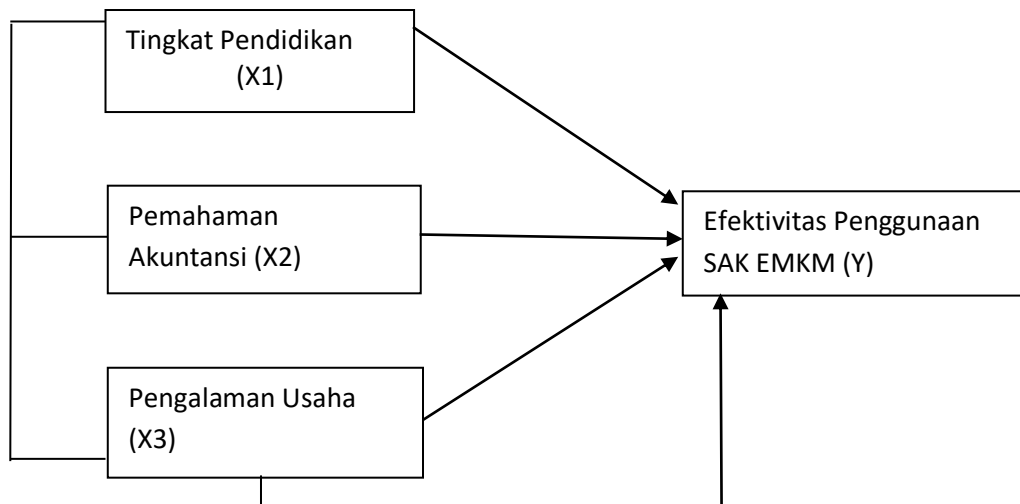 Tingkat Pendidikan
(X1)
Pemahaman
Akuntansi (X2)
Efektivitas Penggunaan
SAK EMKM (Y)
Pengalaman Usaha
(X3)